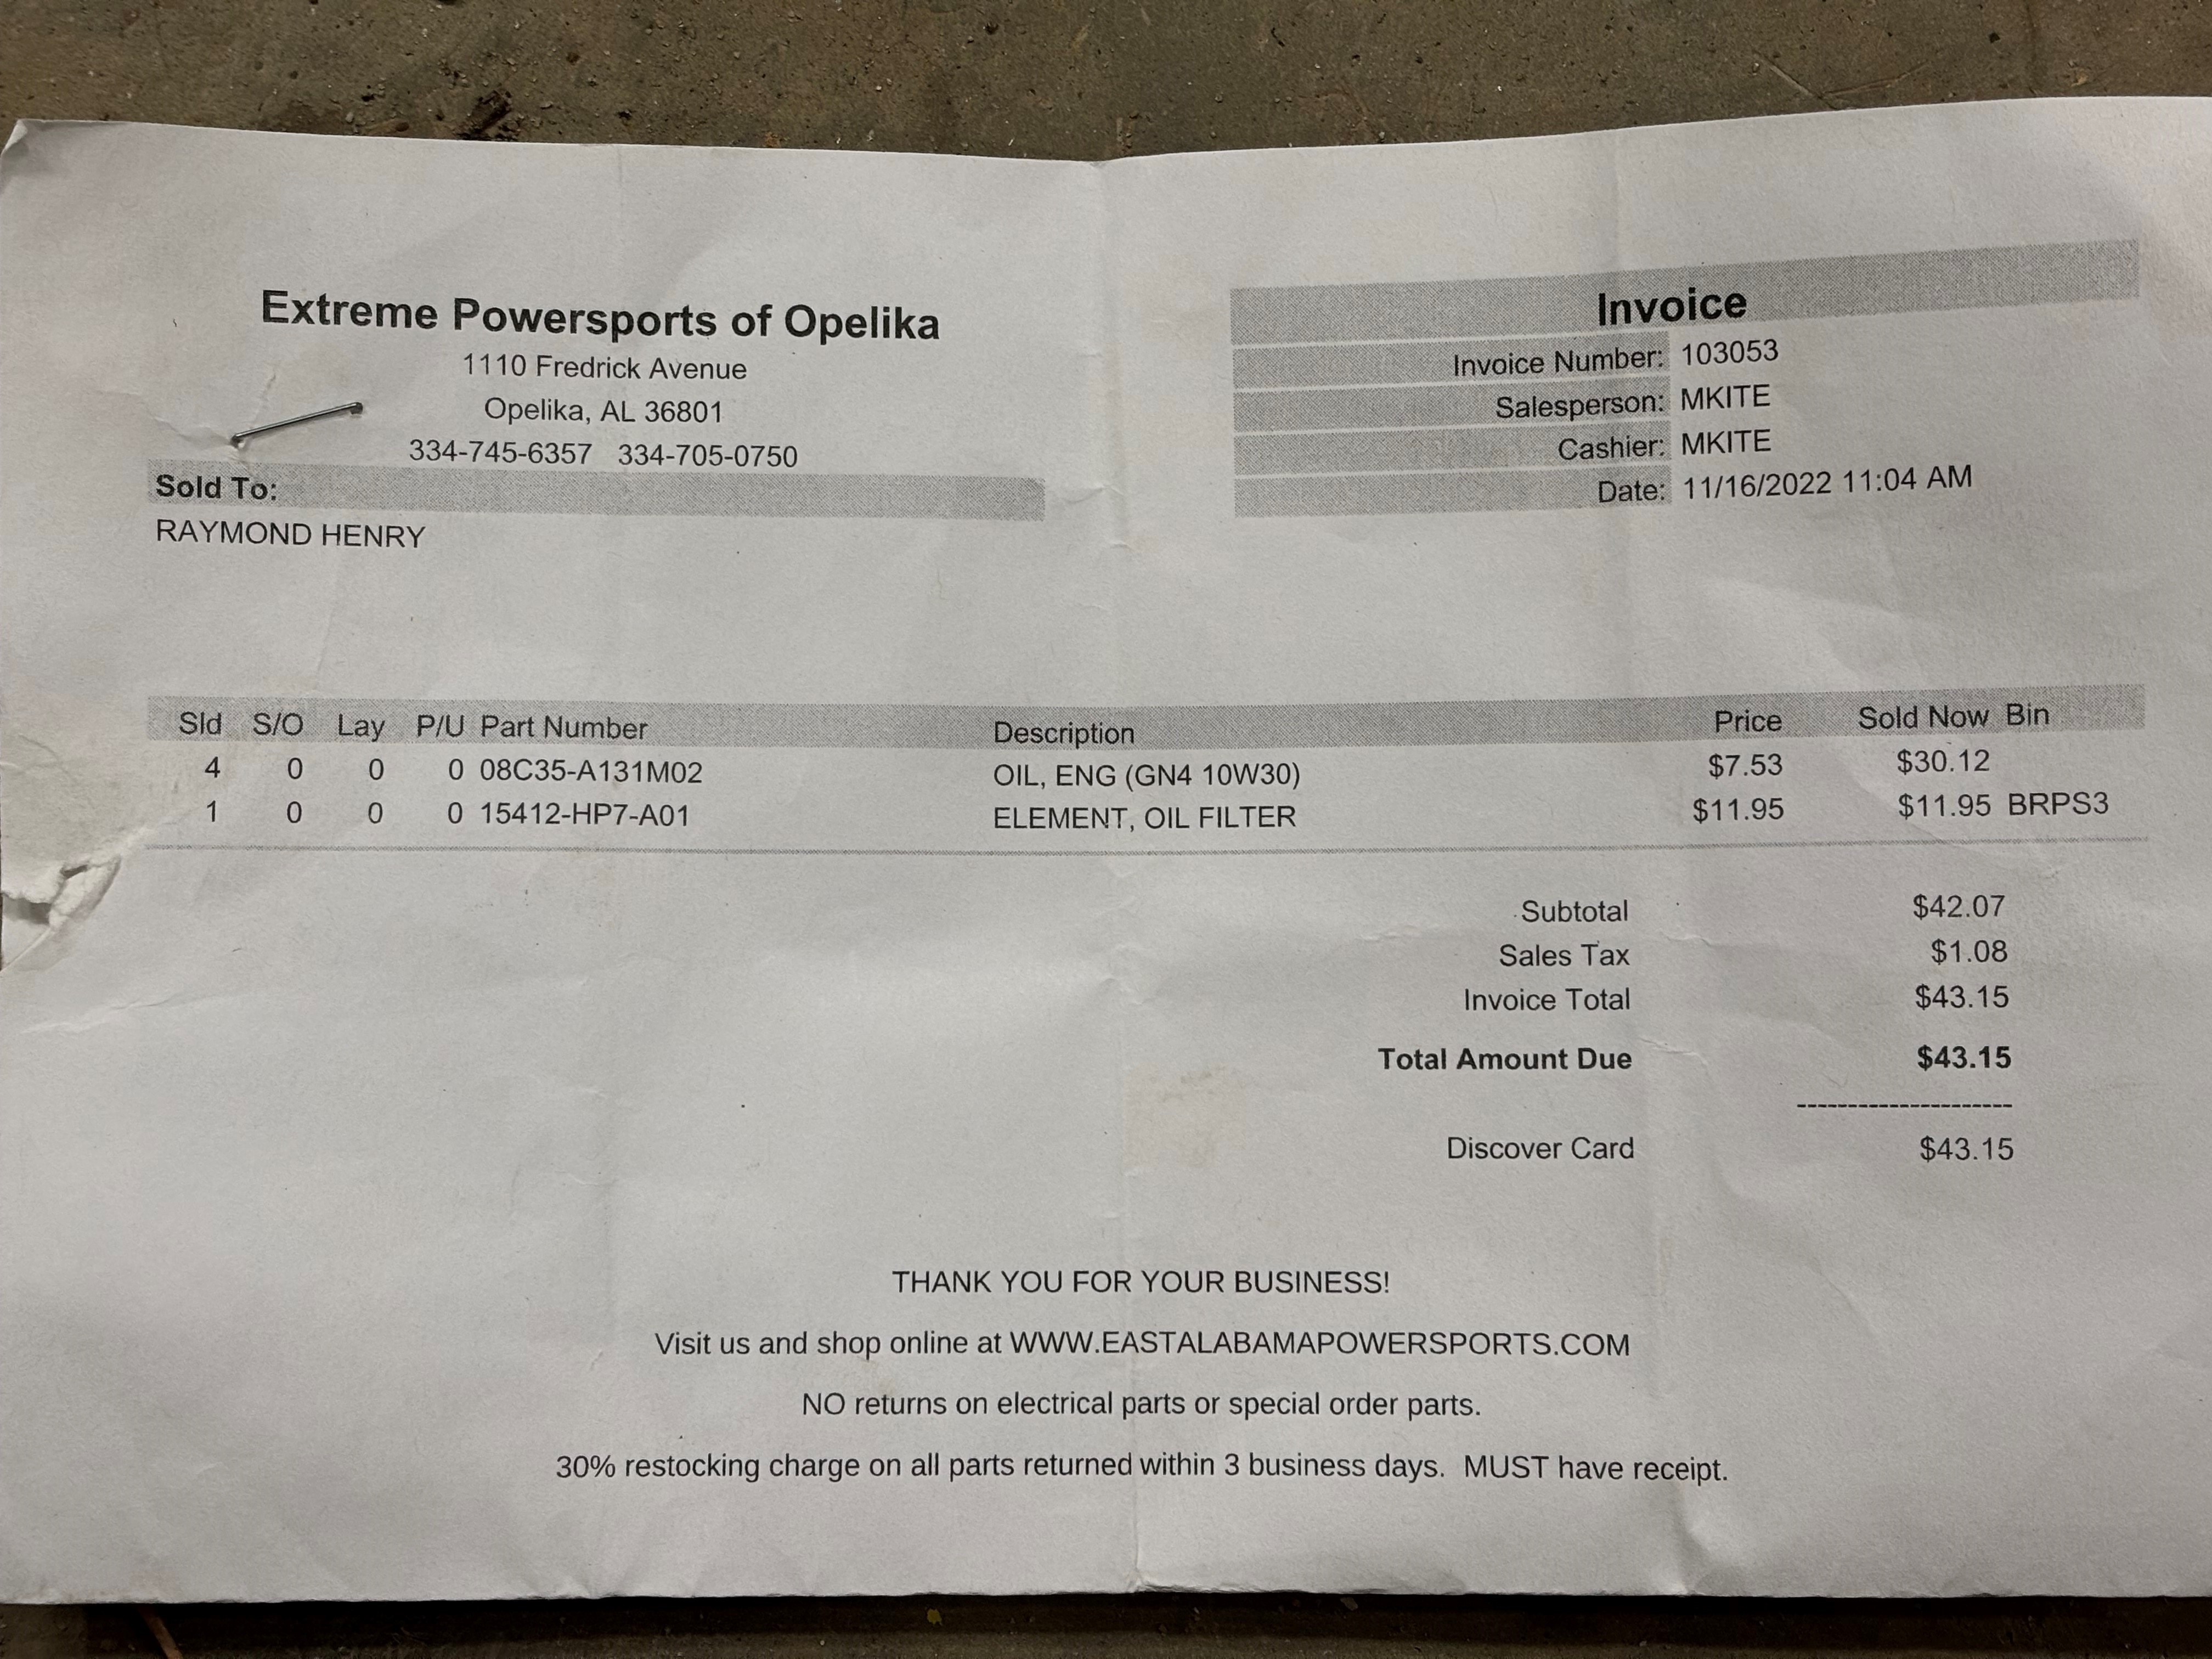 Extreme Powersports of Opelika
1110 Fredrick Avenue
Opelika, AL 36801
334-745-6357 334-705-0750
Sold To:
RAYMOND HENRY
Invoice
Invoice Number: 103053
Salesperson: MKITE
Cashier: MKITE
Date: 11/16/2022 11:04 AM
Sld S/O Lay P/U Part Number Description Price Sold Now Bin
4 0 0 0 08C35-A131M02 OIL, ENG (GN4 10W30) $7.53 $30.12
1 0 0 0 15412-HP7-A01 ELEMENT, OIL FILTER $11.95 $11.95 BRPS3
Subtotal $42.07
Sales Tax $1.08
Invoice Total $43.15
Total Amount Due $43.15
---------------------
Discover Card $43.15
THANK YOU FOR YOUR BUSINESS!
Visit us and shop online at WWW.EASTALABAMAPOWERSPORTS.COM
NO returns on electrical parts or special order parts.
30% restocking charge on all parts returned within 3 business days. MUST have receipt.